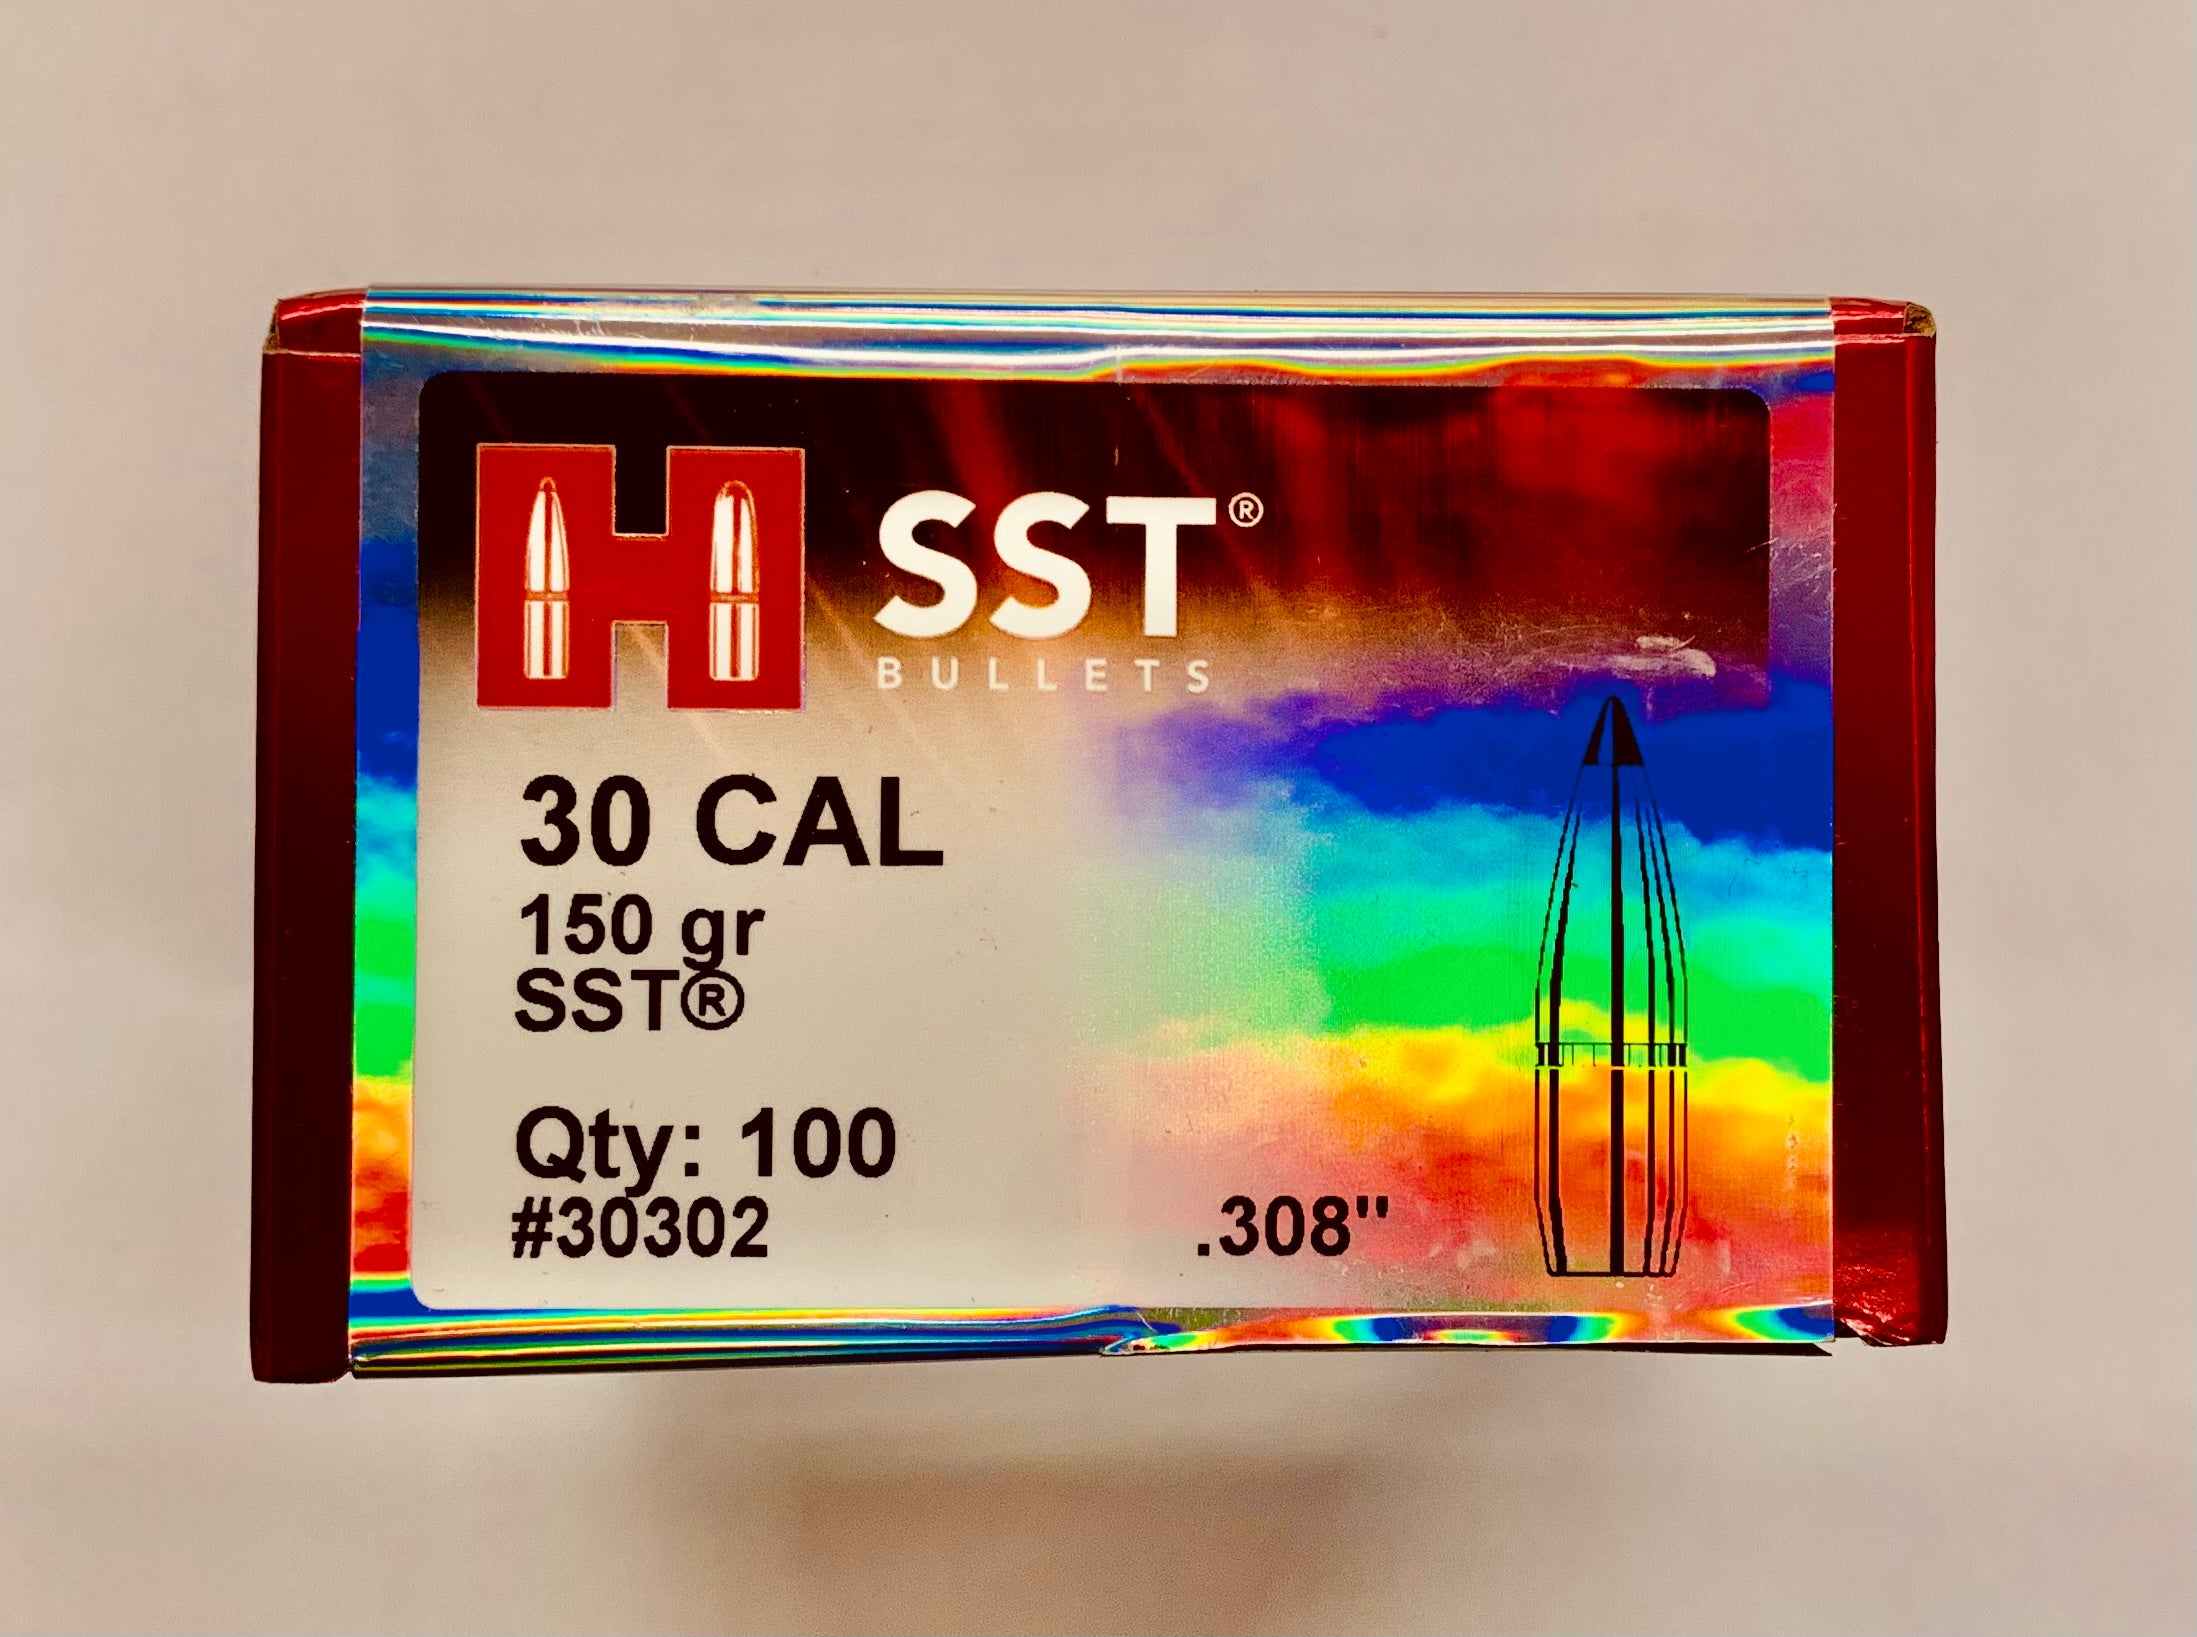 H SST®
BULLETS
30 CAL
150 gr
SST®
Qty: 100
#30302
.308"